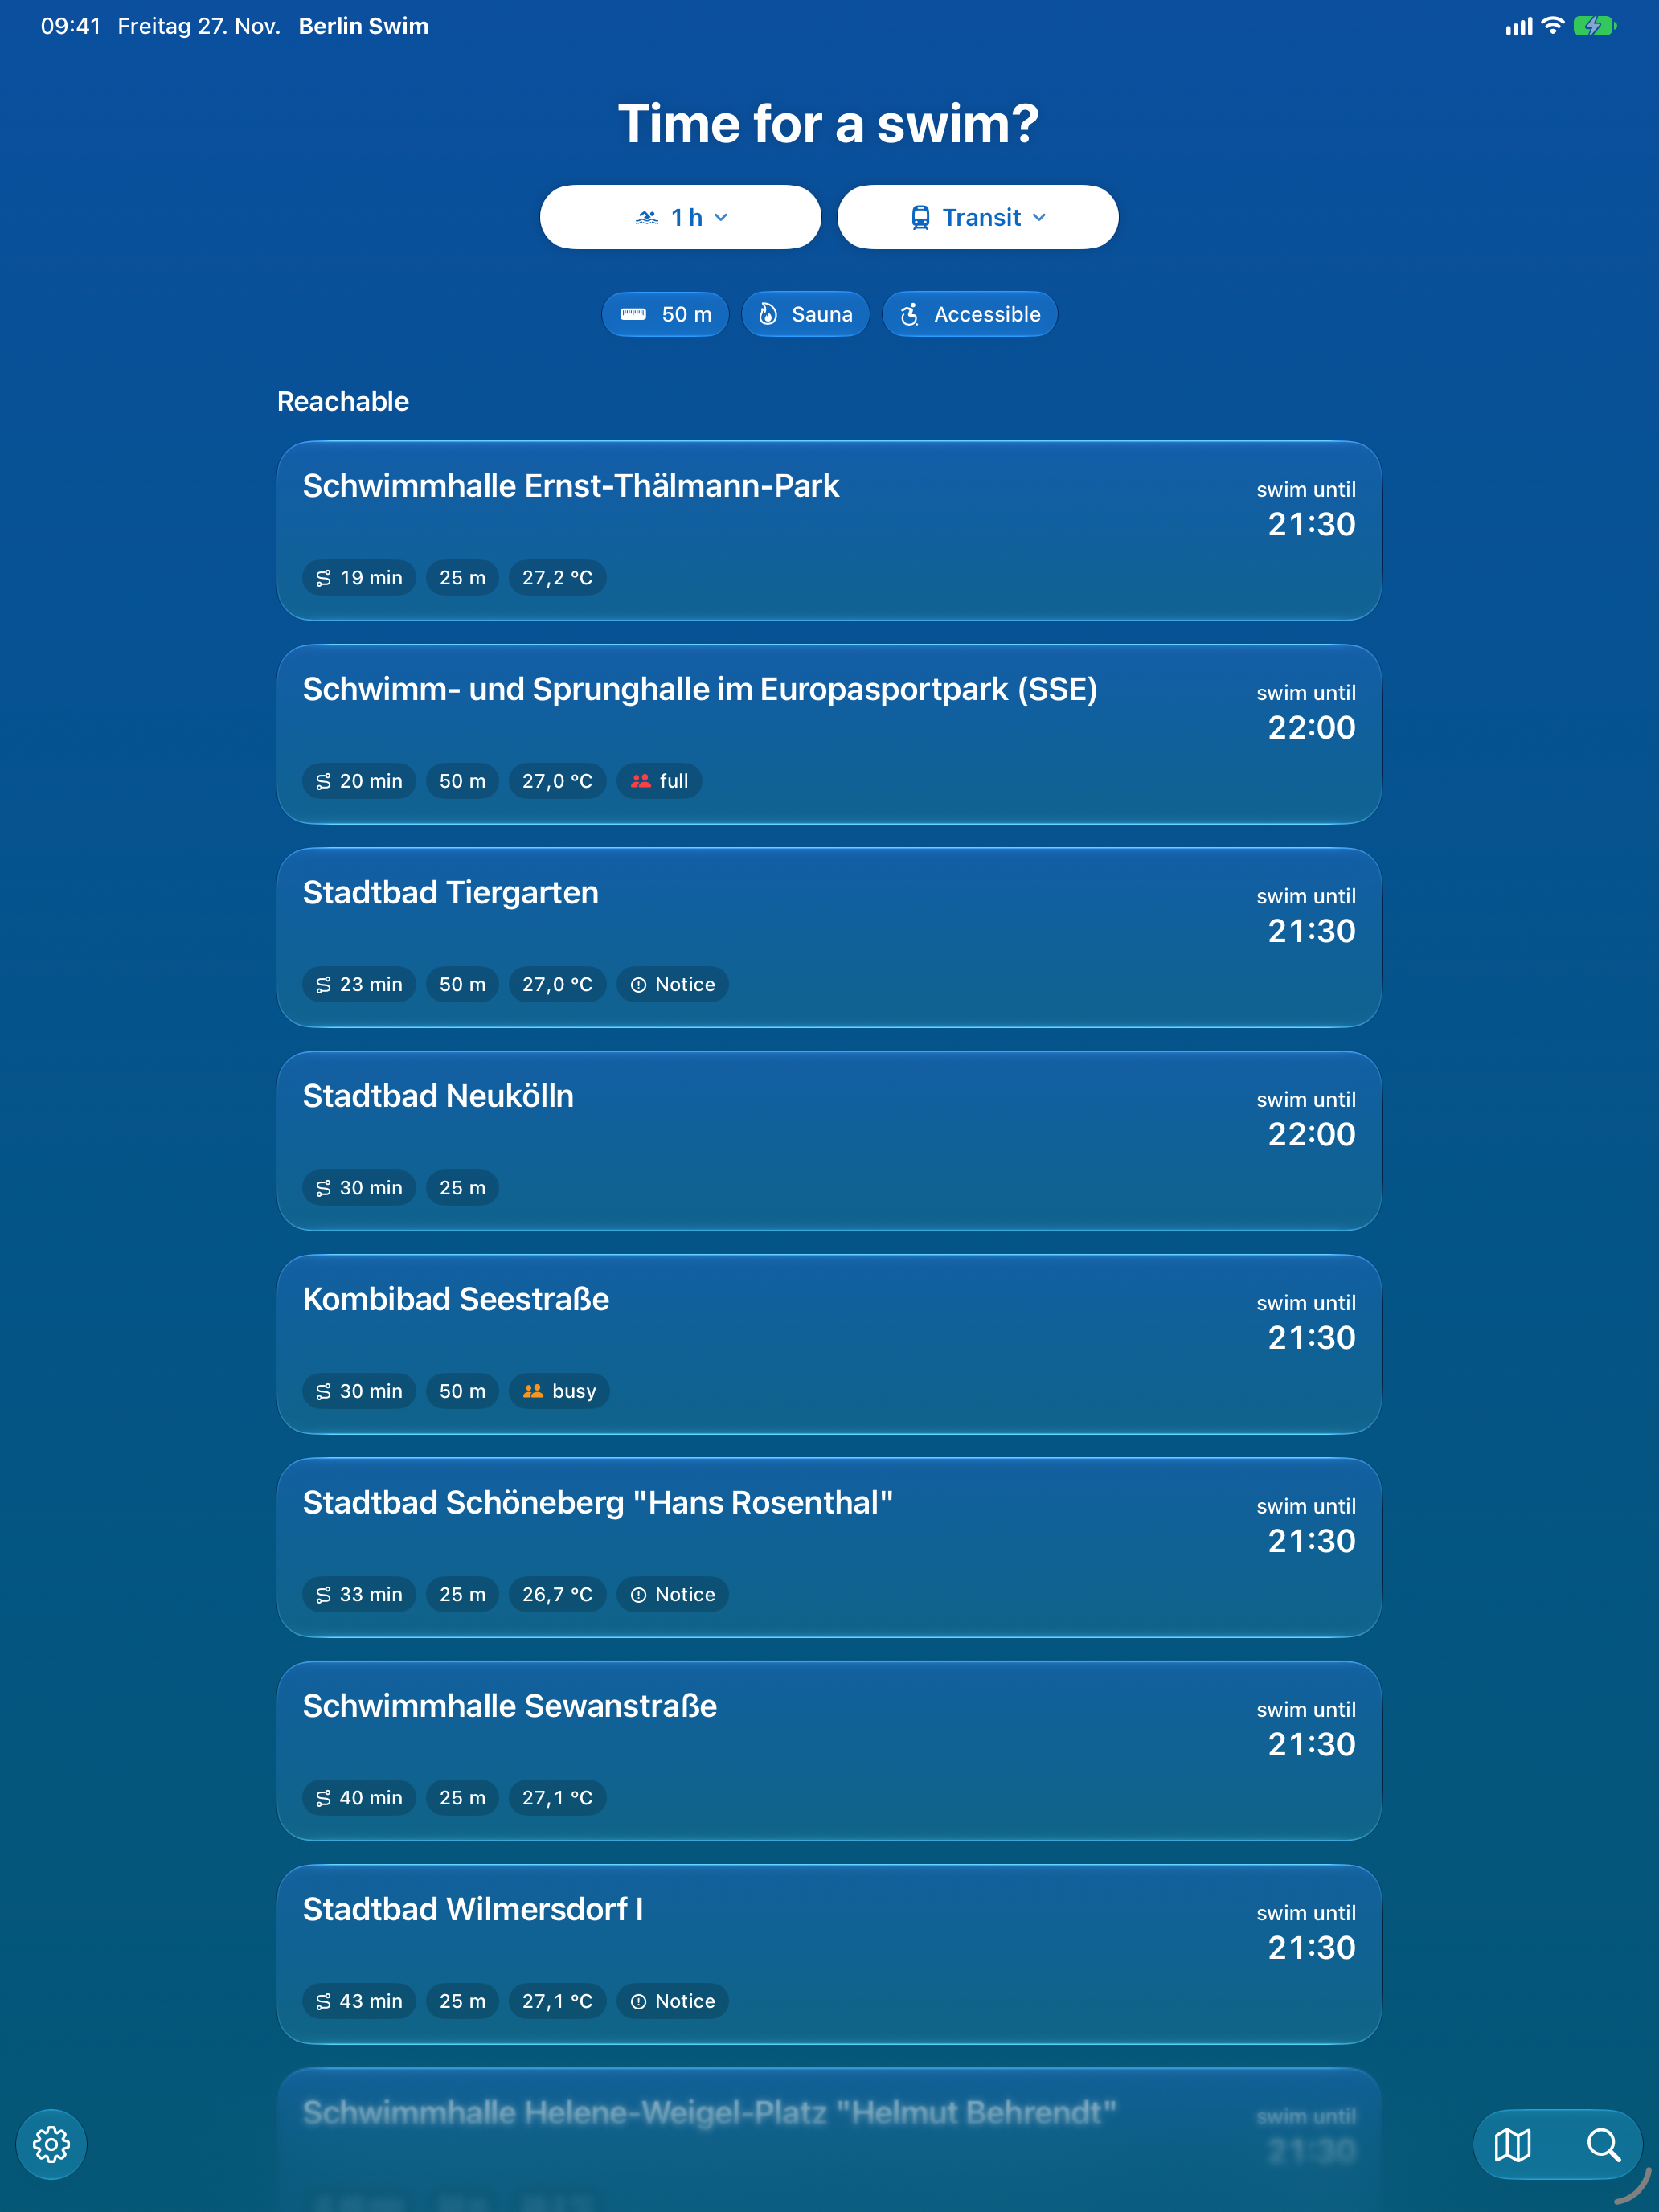 09:41 Freitag 27. Nov. Berlin Swim
Time for a swim?
1 h
Transit
50 m
Sauna
Accessible
Reachable
Schwimmhalle Ernst-Thälmann-Park
swim until
21:30
19 min
25 m
27,2 °C
Schwimm- und Sprunghalle im Europasportpark (SSE)
swim until
22:00
20 min
50 m
27,0 °C
full
Stadtbad Tiergarten
swim until
21:30
23 min
50 m
27,0 °C
Notice
Stadtbad Neukölln
swim until
22:00
30 min
25 m
Kombibad Seestraße
swim until
21:30
30 min
50 m
busy
Stadtbad Schöneberg "Hans Rosenthal"
swim until
21:30
33 min
25 m
26,7 °C
Notice
Schwimmhalle Sewanstraße
swim until
21:30
40 min
25 m
27,1 °C
Stadtbad Wilmersdorf I
swim until
21:30
43 min
25 m
27,1 °C
Notice
Schwimmhalle Helene-Weigel-Platz "Helmut Behrendt"
swim until
21:30